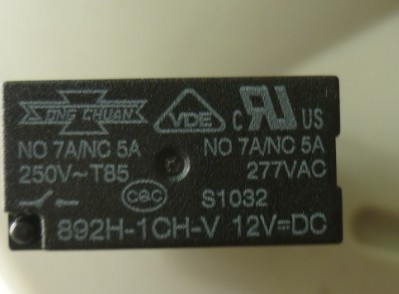 SONG CHUAN
VDE
c RU US
NO 7A/NC 5A
NO 7A/NC 5A
250V~T85
277VAC
CQC
S1032
892H-1CH-V 12V=DC